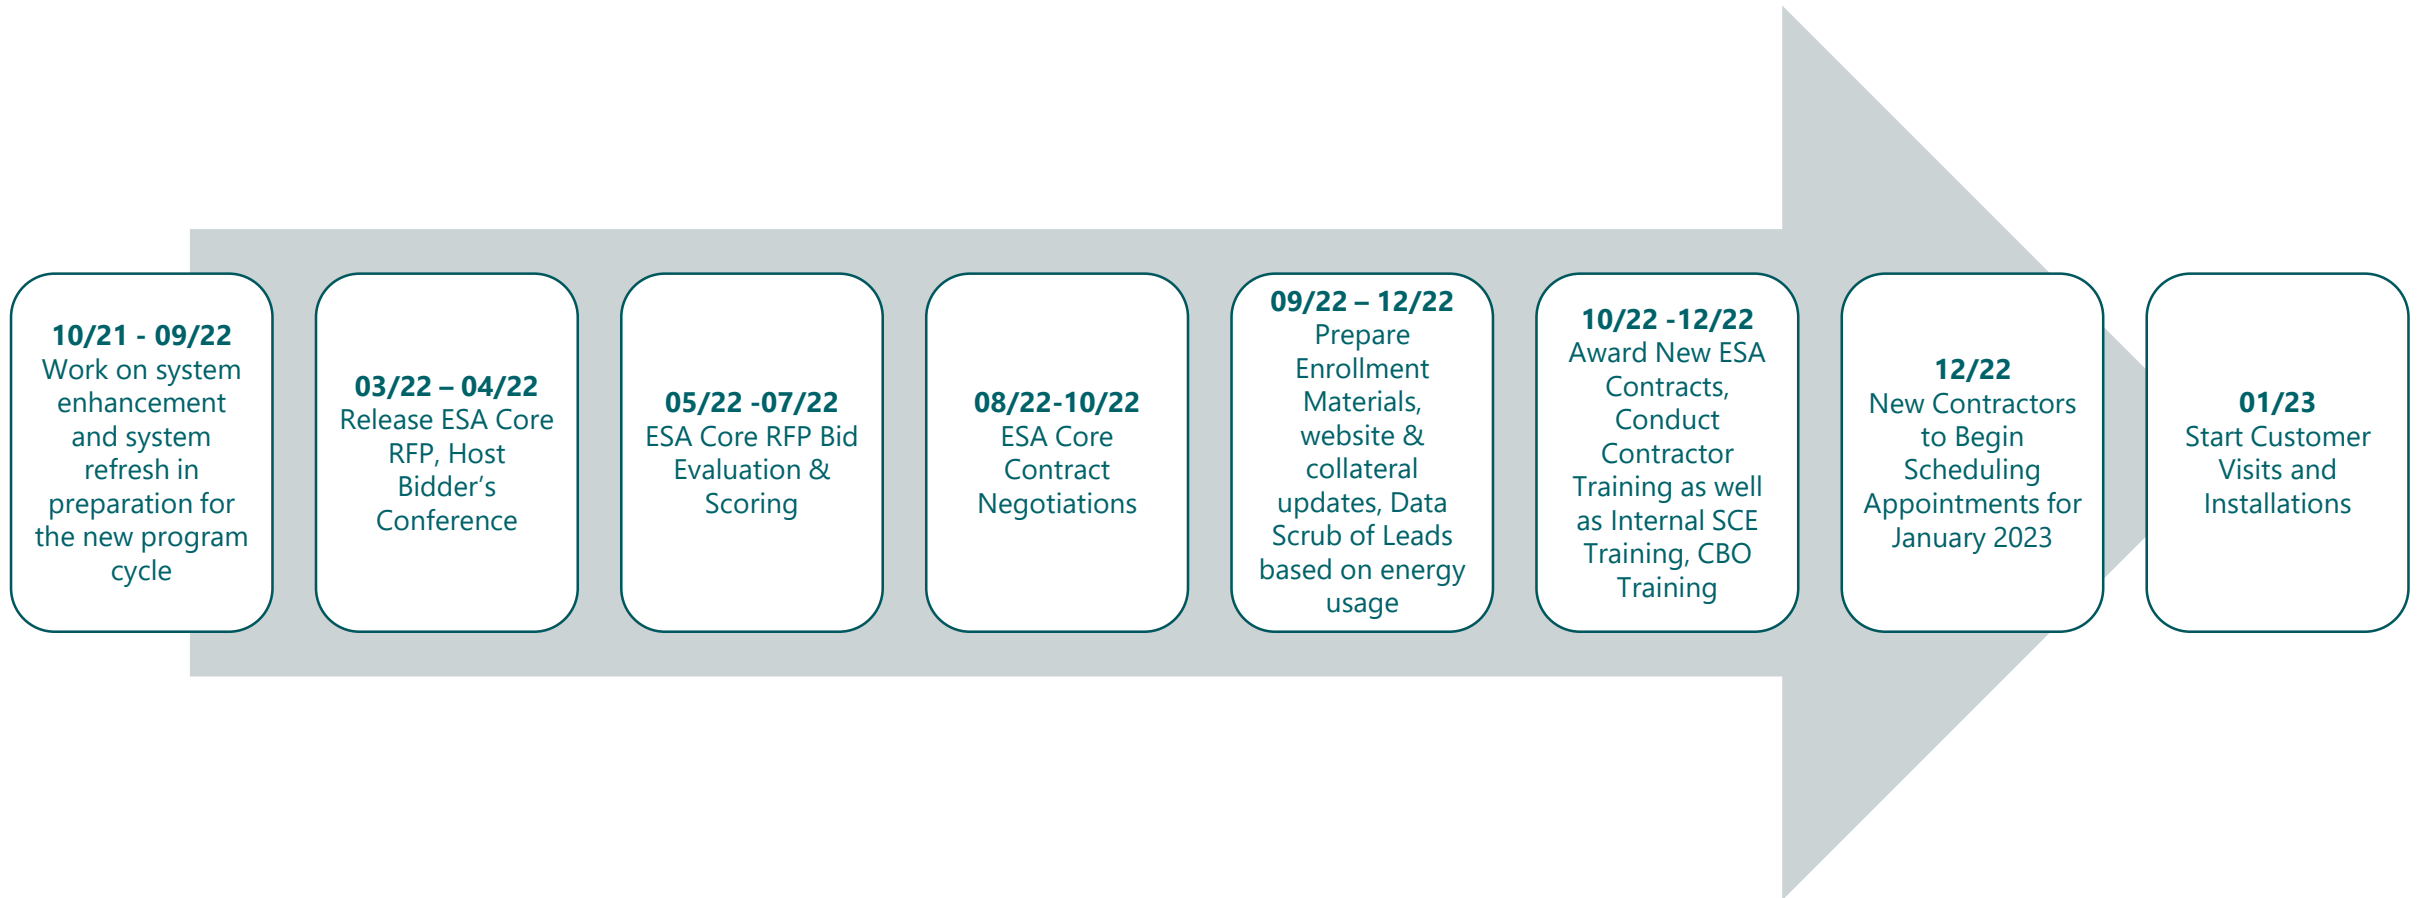 10/21 - 09/22
Work on system
enhancement
and system
refresh in
preparation for
the new program
cycle
03/22 – 04/22
Release ESA Core
RFP, Host
Bidder’s
Conference
05/22 -07/22
ESA Core RFP Bid
Evaluation &
Scoring
08/22-10/22
ESA Core
Contract
Negotiations
09/22 – 12/22
Prepare
Enrollment
Materials,
website &
collateral
updates, Data
Scrub of Leads
based on energy
usage
10/22 -12/22
Award New ESA
Contracts,
Conduct
Contractor
Training as well
as Internal SCE
Training, CBO
Training
12/22
New Contractors
to Begin
Scheduling
Appointments for
January 2023
01/23
Start Customer
Visits and
Installations